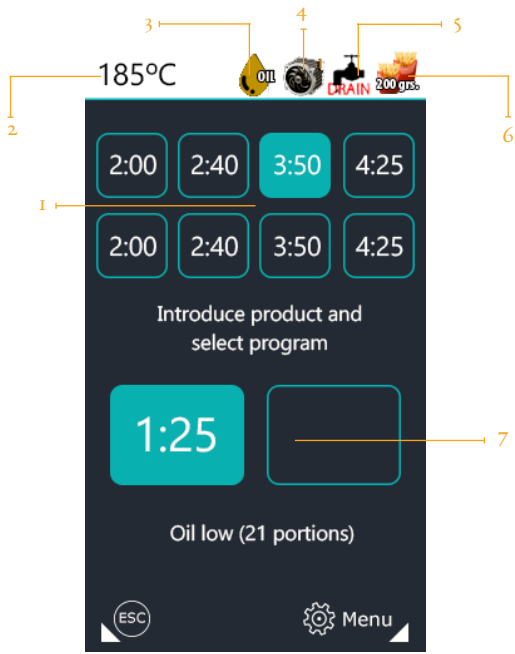 3 4 5
185ºC OIL DRAIN 200 grs.
2 6
2:00 2:40 3:50 4:25
1
2:00 2:40 3:50 4:25
Introduce product and
select program
1:25
7
Oil low (21 portions)
ESC Menu